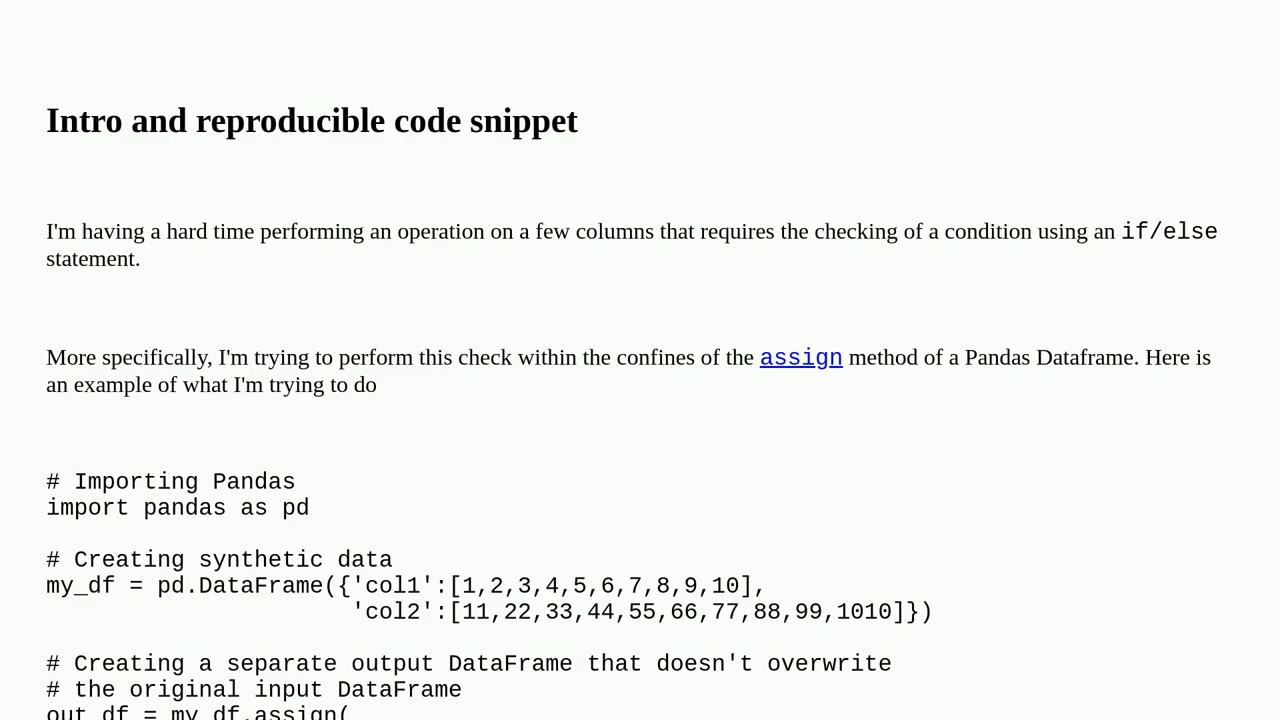 Intro and reproducible code snippet
I'm having a hard time performing an operation on a few columns that requires the checking of a condition using an if/else
statement.
More specifically, I'm trying to perform this check within the confines of the assign method of a Pandas Dataframe. Here is
an example of what I'm trying to do
# Importing Pandas
import pandas as pd
# Creating synthetic data
my_df = pd.DataFrame({'col1':[1,2,3,4,5,6,7,8,9,10],
                      'col2':[11,22,33,44,55,66,77,88,99,1010]})
# Creating a separate output DataFrame that doesn't overwrite
# the original input DataFrame
out_df = my_df.assign(